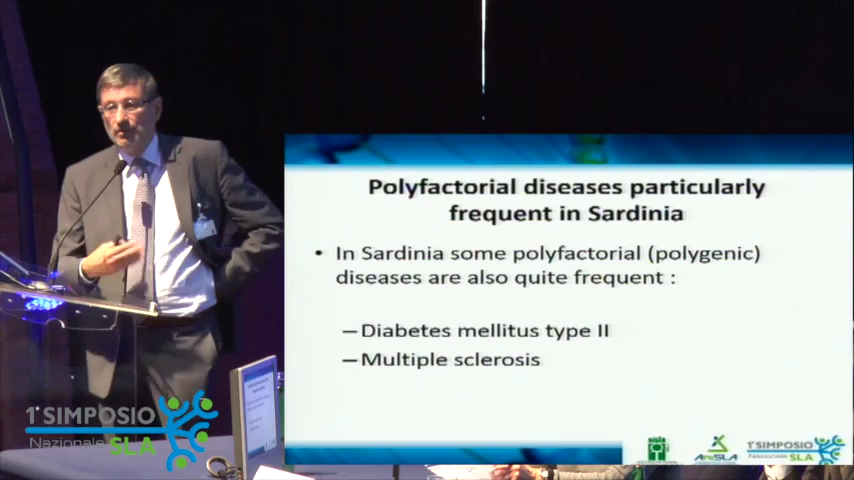 Polyfactorial diseases particularly
frequent in Sardinia
• In Sardinia some polyfactorial (polygenic)
diseases are also quite frequent :
–Diabetes mellitus type II
–Multiple sclerosis
1°SIMPOSIO
Nazionale SLA
1°SIMPOSIO
SLA